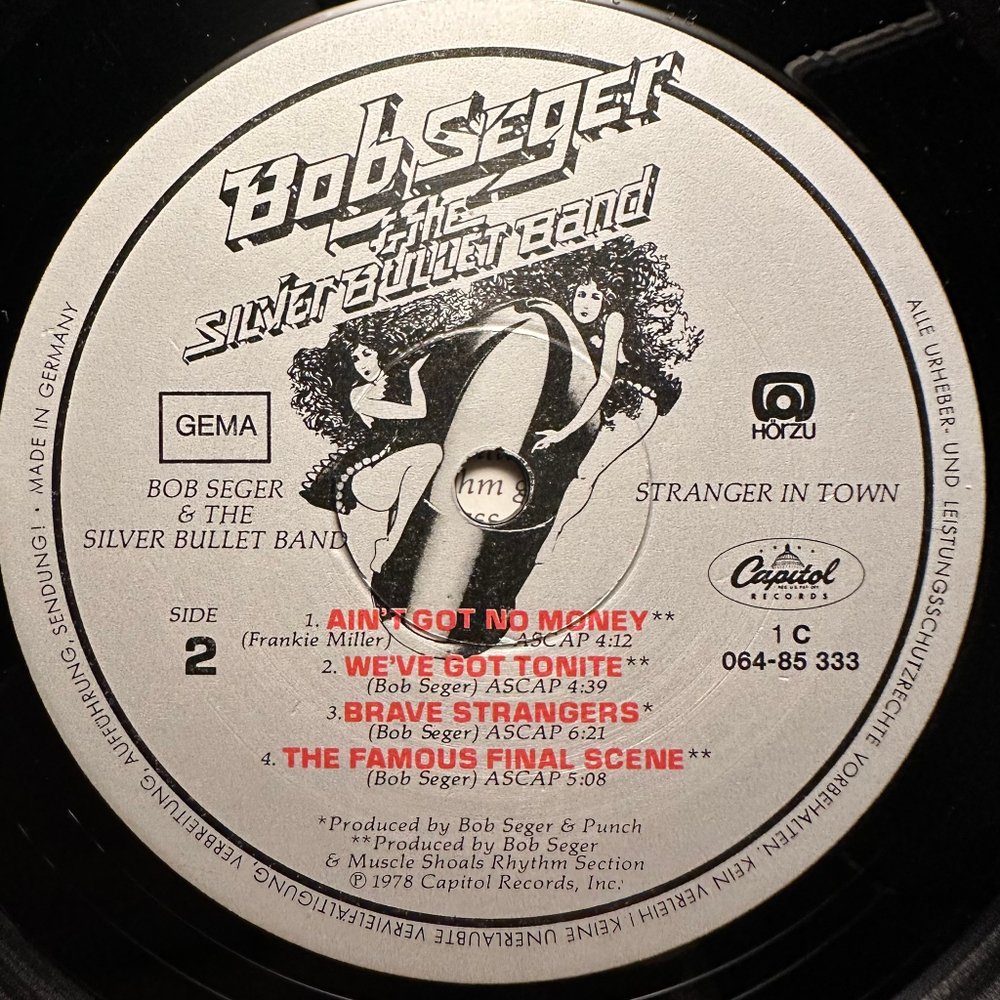 Bob Seger
& the
Silver Bullet Band
GEMA
HÖRZU
BOB SEGER
& THE
SILVER BULLET BAND
STRANGER IN TOWN
Capitol
RECORDS
SIDE
2
1 C
064-85 333
1. AIN'T GOT NO MONEY**
(Frankie Miller) ASCAP 4:12
2. WE'VE GOT TONITE**
(Bob Seger) ASCAP 4:39
3. BRAVE STRANGERS*
(Bob Seger) ASCAP 6:21
4. THE FAMOUS FINAL SCENE**
(Bob Seger) ASCAP 5:08
*Produced by Bob Seger & Punch
**Produced by Bob Seger
& Muscle Shoals Rhythm Section
℗ 1978 Capitol Records, Inc.
ALLE URHEBER- UND LEISTUNGSSCHUTZRECHTE VORBEHALTEN. KEIN VERLEIH! KEINE UNERLAUBTE VERVIELFÄLTIGUNG, VERBREITUNG, AUFFÜHRUNG, SENDUNG! · MADE IN GERMANY